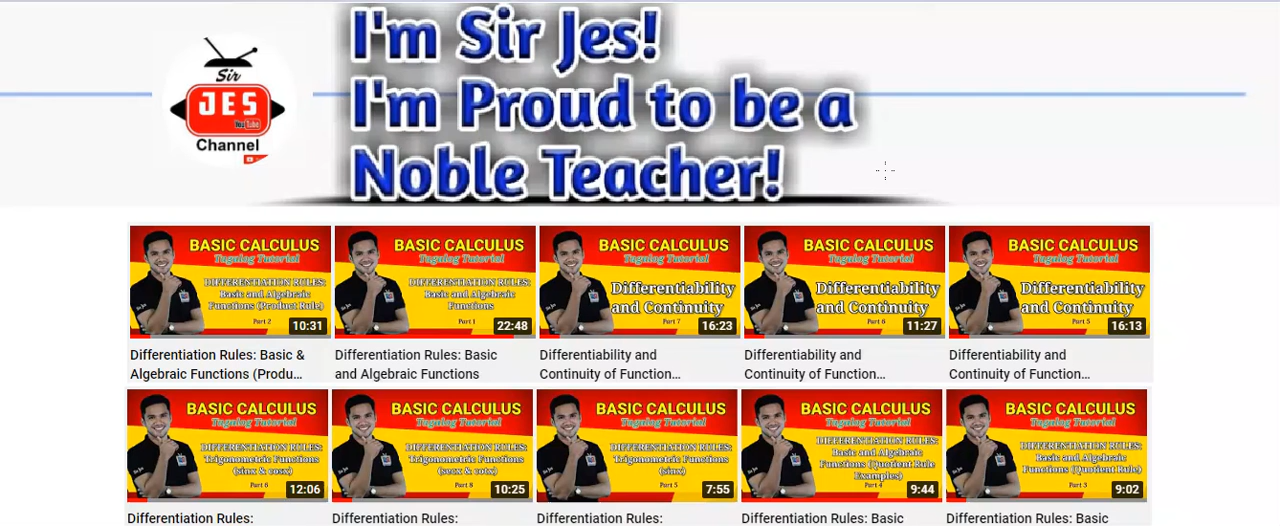 Sir
JES
YouTube
Channel
I'm Sir Jes!
I'm Proud to be a
Noble Teacher!
BASIC CALCULUS
Tagalog Tutorial
DIFFERENTIATION RULES:
Basic and Algebraic
Functions (Product Rule)
Part 2
10:31
Differentiation Rules: Basic &
Algebraic Functions (Produ...
BASIC CALCULUS
Tagalog Tutorial
DIFFERENTIATION RULES:
Basic and Algebraic
Functions
Part 1
22:48
Differentiation Rules: Basic
and Algebraic Functions
BASIC CALCULUS
Tagalog Tutorial
Differentiability
and Continuity
Part 7
16:23
Differentiability and
Continuity of Function...
BASIC CALCULUS
Tagalog Tutorial
Differentiability
and Continuity
Part 6
11:27
Differentiability and
Continuity of Function...
BASIC CALCULUS
Tagalog Tutorial
Differentiability
and Continuity
Part 5
16:13
Differentiability and
Continuity of Function...
BASIC CALCULUS
Tagalog Tutorial
DIFFERENTIATION RULES:
Trigonometric Functions
(sinx & cosx)
Part 6
12:06
Differentiation Rules:
BASIC CALCULUS
Tagalog Tutorial
DIFFERENTIATION RULES:
Trigonometric Functions
(secx & cotx)
Part 8
10:25
Differentiation Rules:
BASIC CALCULUS
Tagalog Tutorial
DIFFERENTIATION RULES:
Trigonometric Functions
(sinx)
Part 5
7:55
Differentiation Rules:
BASIC CALCULUS
Tagalog Tutorial
DIFFERENTIATION RULES:
Basic and Algebraic
Functions (Quotient Rule
Examples)
Part 4
9:44
Differentiation Rules: Basic
BASIC CALCULUS
Tagalog Tutorial
DIFFERENTIATION RULES:
Basic and Algebraic
Functions (Quotient Rule)
Part 3
9:02
Differentiation Rules: Basic